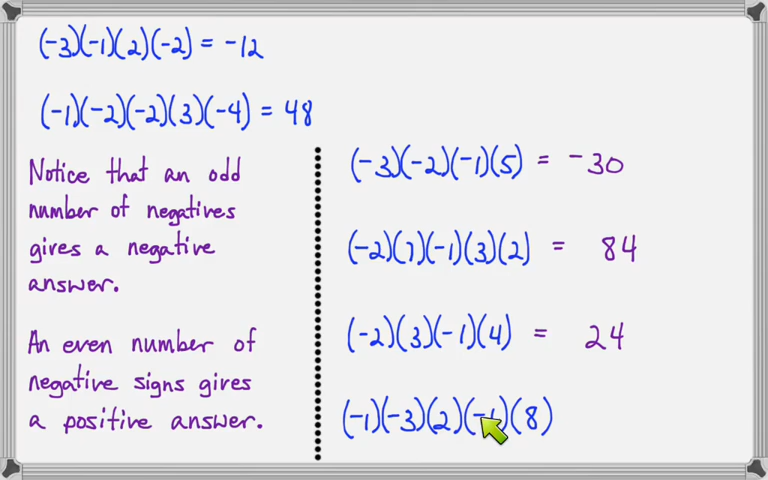 (-3)(-1)(2)(-2) = -12
(-1)(-2)(-2)(3)(-4) = 48
Notice that an odd
number of negatives
gives a negative
answer.
An even number of
negative signs gives
a positive answer.
(-3)(-2)(-1)(5) = -30
(-2)(7)(-1)(3)(2) = 84
(-2)(3)(-1)(4) = 24
(-1)(-3)(2)(-1)(8)